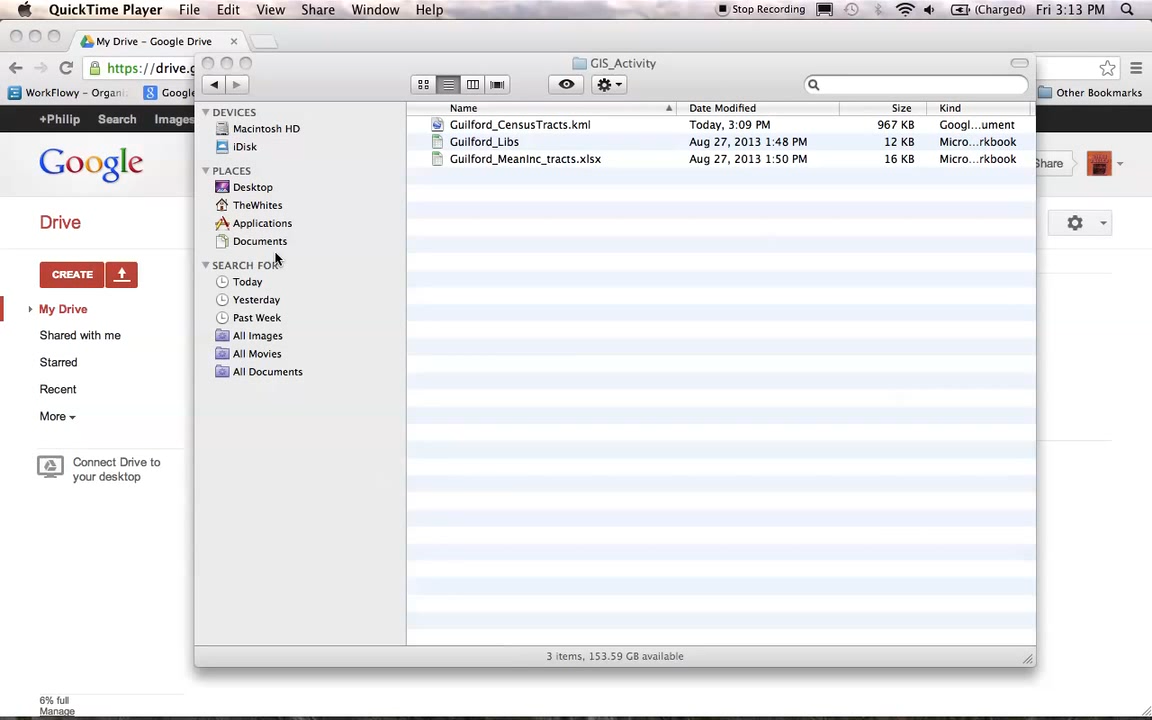 QuickTime Player File Edit View Share Window Help Stop Recording (Charged) Fri 3:13 PM
My Drive – Google Drive
GIS_Activity
https://drive.g
WorkFlowy - Organi
Google
Other Bookmarks
+Philip Search Images
Share
Google
Drive
CREATE
My Drive
Shared with me
Starred
Recent
More
Connect Drive to
your desktop
6% full
Manage
DEVICES
Macintosh HD
iDisk
PLACES
Desktop
TheWhites
Applications
Documents
SEARCH FOR
Today
Yesterday
Past Week
All Images
All Movies
All Documents
Name Date Modified Size Kind
Guilford_CensusTracts.kml Today, 3:09 PM 967 KB Googl...ument
Guilford_Libs Aug 27, 2013 1:48 PM 12 KB Micro...rkbook
Guilford_MeanInc_tracts.xlsx Aug 27, 2013 1:50 PM 16 KB Micro...rkbook
3 items, 153.59 GB available